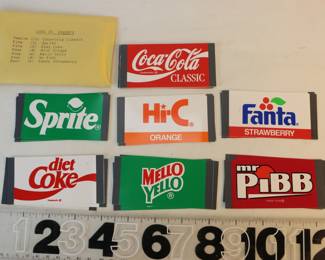 Coca-Cola
CLASSIC
Sprite
Hi-C
ORANGE
Fanta
STRAWBERRY
diet
Coke
MELLO
YELLO
mr
PiBB
1 2 3 4 5 6 7 8 9 10 11 12